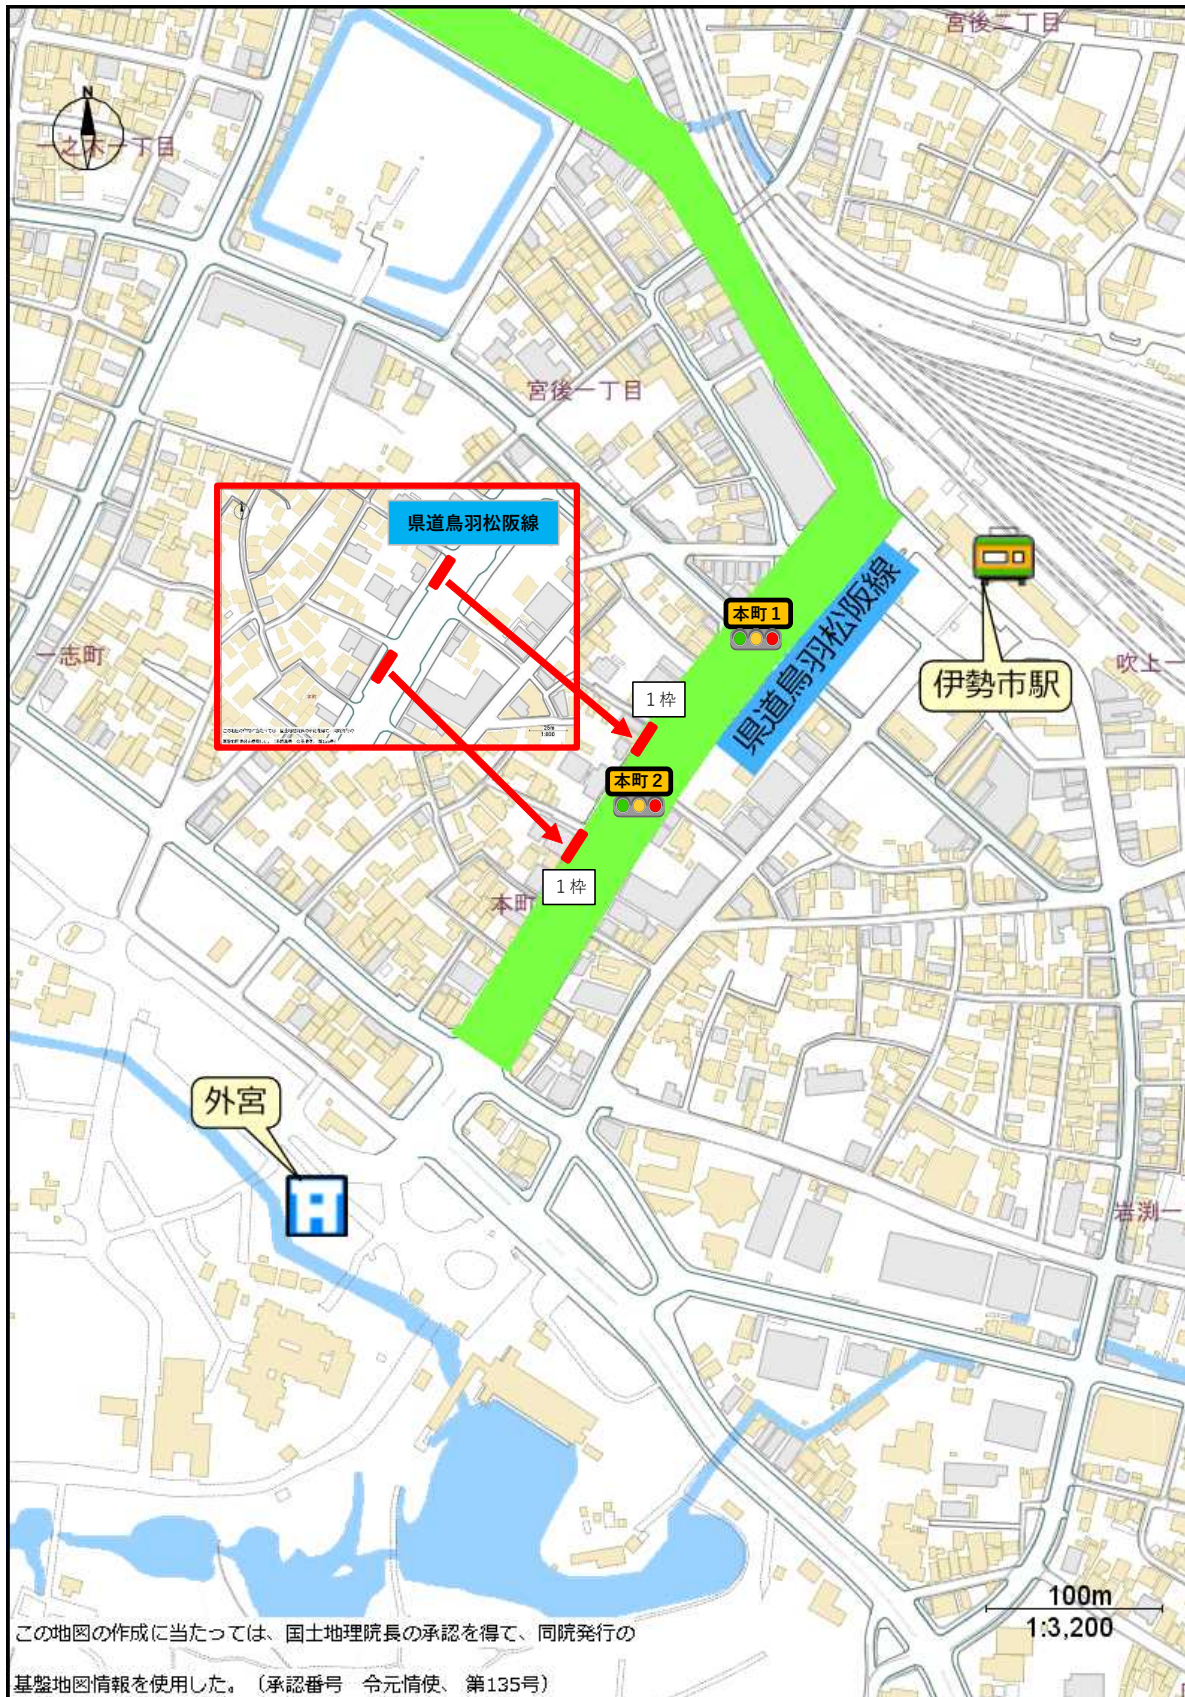 宮後二丁目
N
一之木一丁目
宮後一丁目
県道鳥羽松阪線
本町1
県道鳥羽松阪線
一志町
吹上一
伊勢市駅
1枠
本町2
1枠
本町
外宮
岩渕一
100m
1:3,200
この地図の作成に当たっては、国土地理院長の承認を得て、同院発行の
基盤地図情報を使用した。（承認番号　令元情使、 第135号）